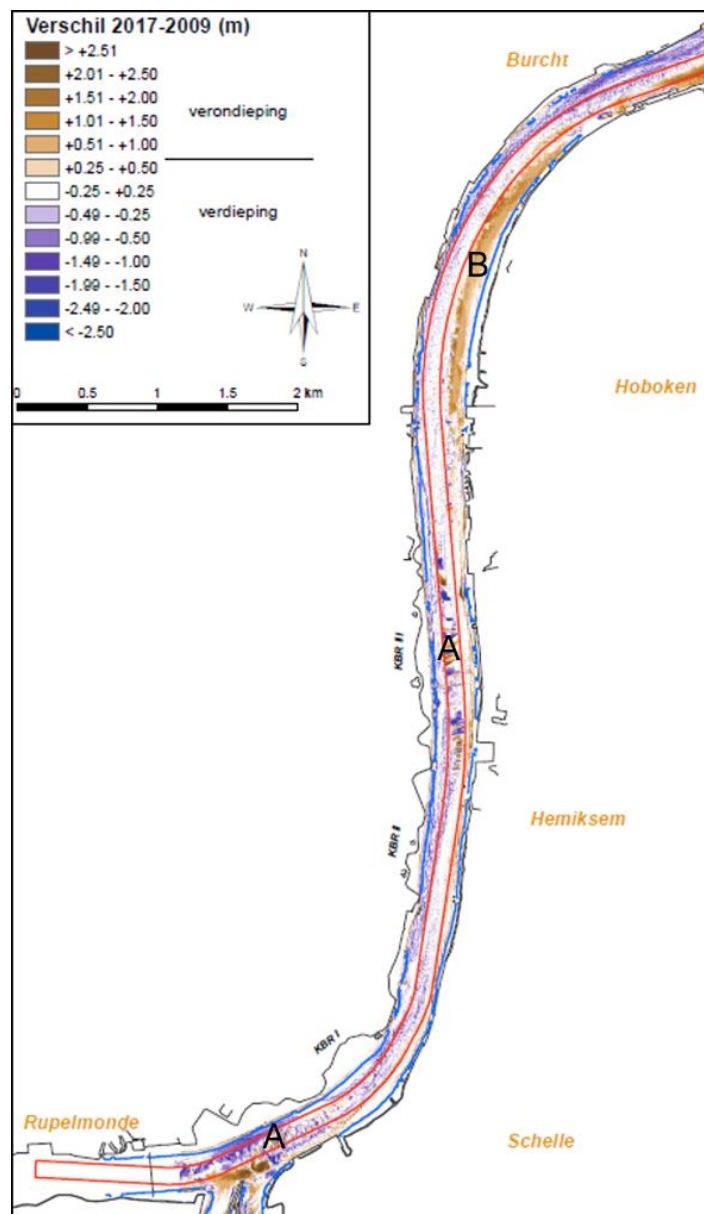 Verschil 2017-2009 (m)
> +2.51
+2.01 - +2.50
+1.51 - +2.00
+1.01 - +1.50
+0.51 - +1.00
+0.25 - +0.50
-0.25 - +0.25
-0.49 - -0.25
-0.99 - -0.50
-1.49 - -1.00
-1.99 - -1.50
-2.49 - -2.00
< -2.50
verondieping
verdieping
N
W E
S
0 0.5 1 1.5 2 km
Burcht
B
Hoboken
KBR III
A
Hemiksem
KBR II
KBR I
Rupelmonde
A
Schelle